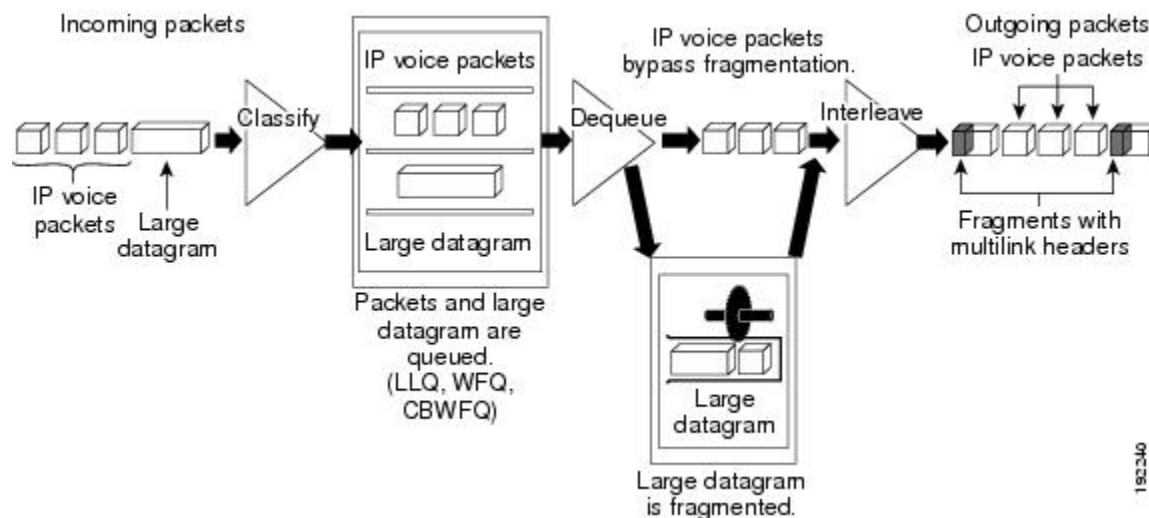 Incoming packets
IP voice packets
Large datagram
Classify
IP voice packets
Large datagram
Packets and large
datagram are
queued.
(LLQ, WFQ,
CBWFQ)
Dequeue
IP voice packets
bypass fragmentation.
Large
datagram
Large datagram
is fragmented.
Interleave
Outgoing packets
IP voice packets
Fragments with
multilink headers
192240